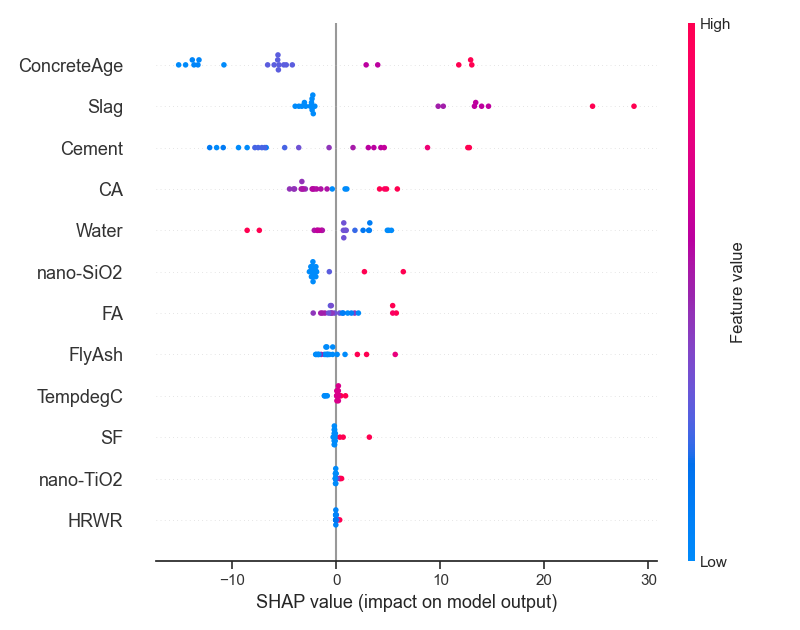 High
ConcreteAge
Slag
Cement
CA
Water
nano-SiO2
FA
FlyAsh
TempdegC
SF
nano-TiO2
HRWR
Feature value
Low
−10 0 10 20 30
SHAP value (impact on model output)